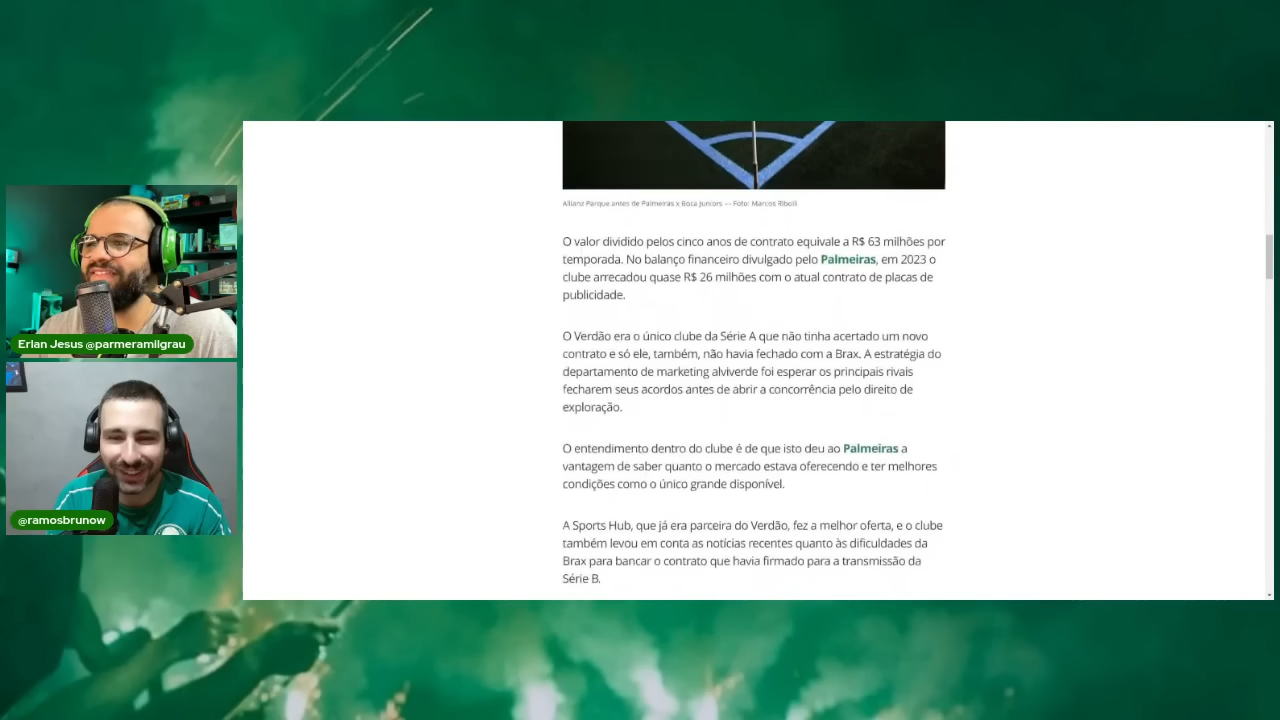 Allianz Parque antes de Palmeiras x Boca Juniors — Foto: Marcos Ribolli
O valor dividido pelos cinco anos de contrato equivale a R$ 63 milhões por
temporada. No balanço financeiro divulgado pelo Palmeiras, em 2023 o
clube arrecadou quase R$ 26 milhões com o atual contrato de placas de
publicidade.
O Verdão era o único clube da Série A que não tinha acertado um novo
contrato e só ele, também, não havia fechado com a Brax. A estratégia do
departamento de marketing alviverde foi esperar os principais rivais
fecharem seus acordos antes de abrir a concorrência pelo direito de
exploração.
O entendimento dentro do clube é de que isto deu ao Palmeiras a
vantagem de saber quanto o mercado estava oferecendo e ter melhores
condições como o único grande disponível.
A Sports Hub, que já era parceira do Verdão, fez a melhor oferta, e o clube
também levou em conta as notícias recentes quanto às dificuldades da
Brax para bancar o contrato que havia firmado para a transmissão da
Série B.
Erlan Jesus @parmeramilgrau
@ramosbrunow